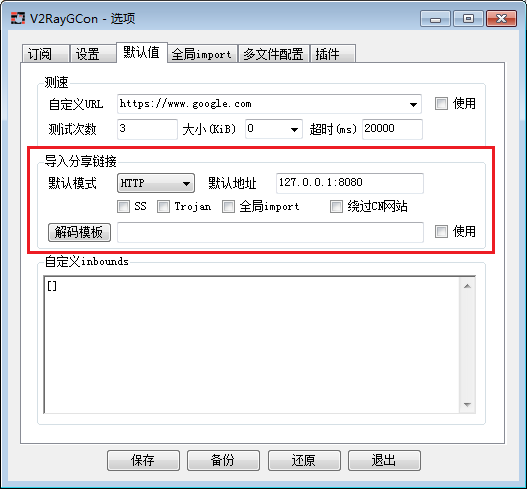 V2RayGCon - 选项
订阅 设置 默认值 全局import 多文件配置 插件
测速
自定义URL https://www.google.com 使用
测试次数 3 大小(KiB) 0 超时(ms) 20000
导入分享链接
默认模式 HTTP 默认地址 127.0.0.1:8080
SS Trojan 全局import 绕过CN网站
解码模板 使用
自定义inbounds
[]
保存 备份 还原 退出